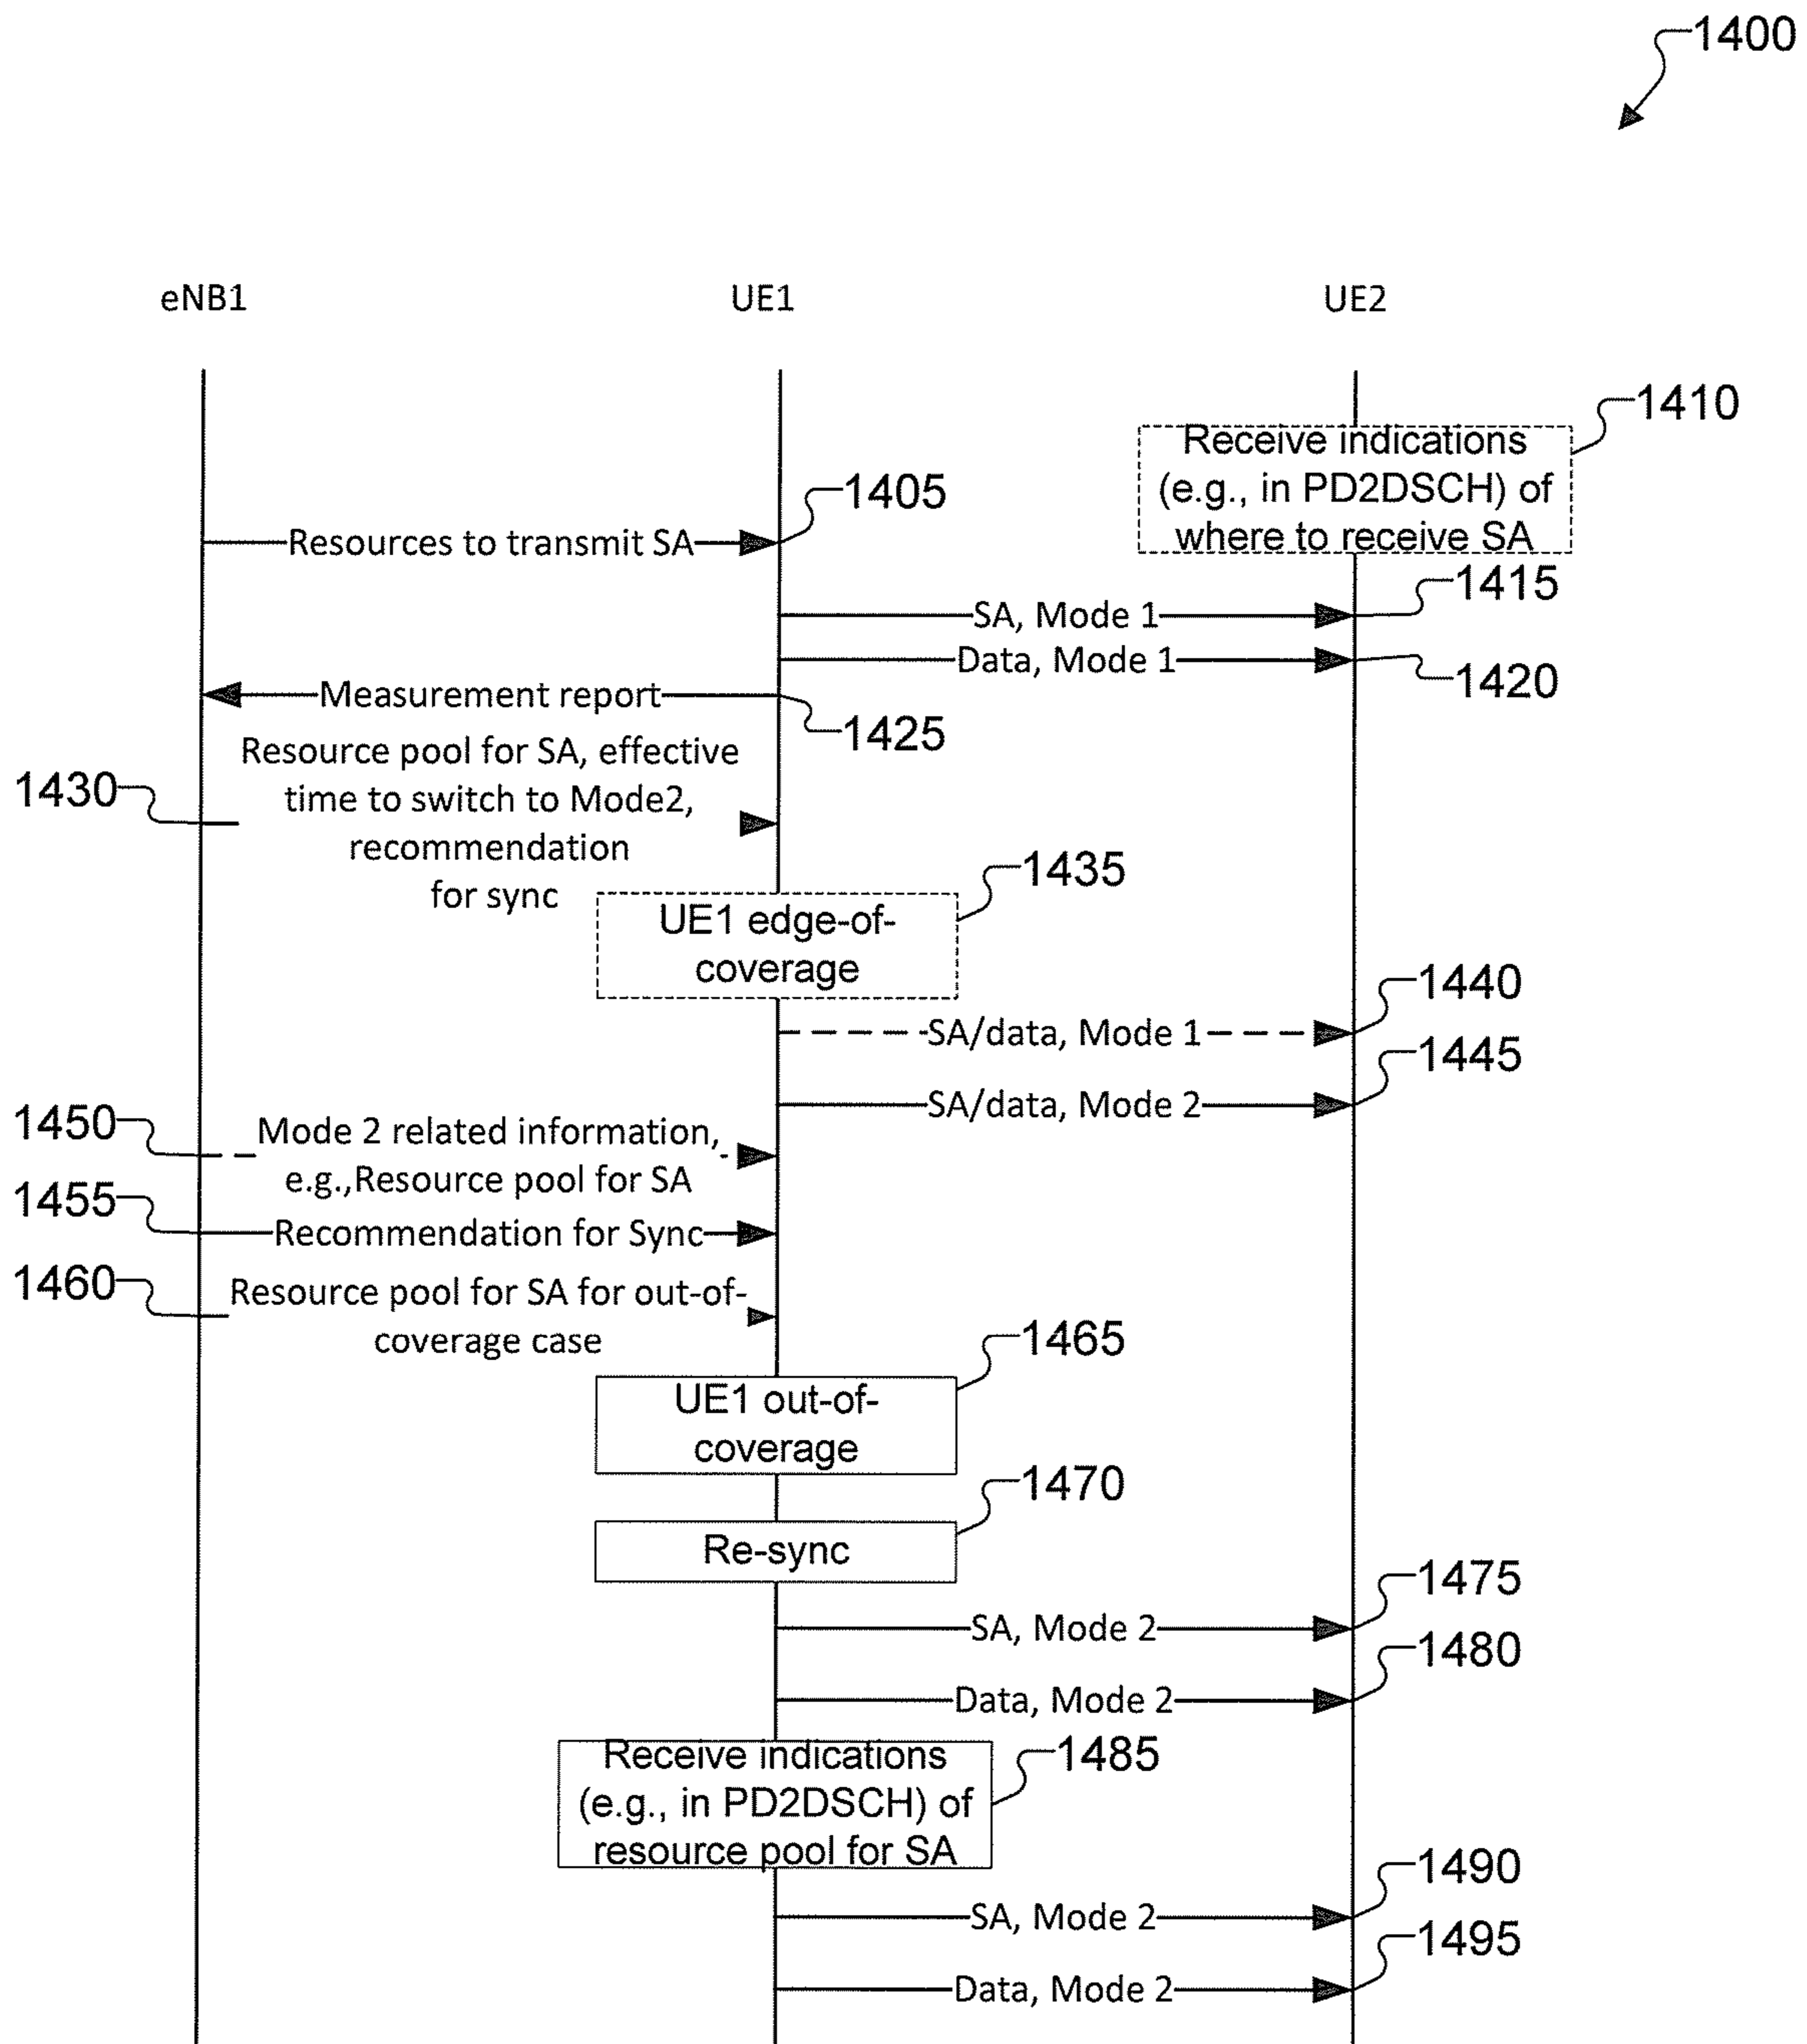 1400
eNB1
UE1
UE2
1410
Receive indications
(e.g., in PD2DSCH) of
where to receive SA
1405
Resources to transmit SA
1415
SA, Mode 1
Data, Mode 1
1420
Measurement report
1425
Resource pool for SA, effective
time to switch to Mode2,
recommendation
for sync
1430
1435
UE1 edge-of-
coverage
1440
SA/data, Mode 1
1445
SA/data, Mode 2
1450
Mode 2 related information,
e.g.,Resource pool for SA
1455
Recommendation for Sync
1460
Resource pool for SA for out-of-
coverage case
1465
UE1 out-of-
coverage
1470
Re-sync
1475
SA, Mode 2
1480
Data, Mode 2
1485
Receive indications
(e.g., in PD2DSCH) of
resource pool for SA
1490
SA, Mode 2
1495
Data, Mode 2